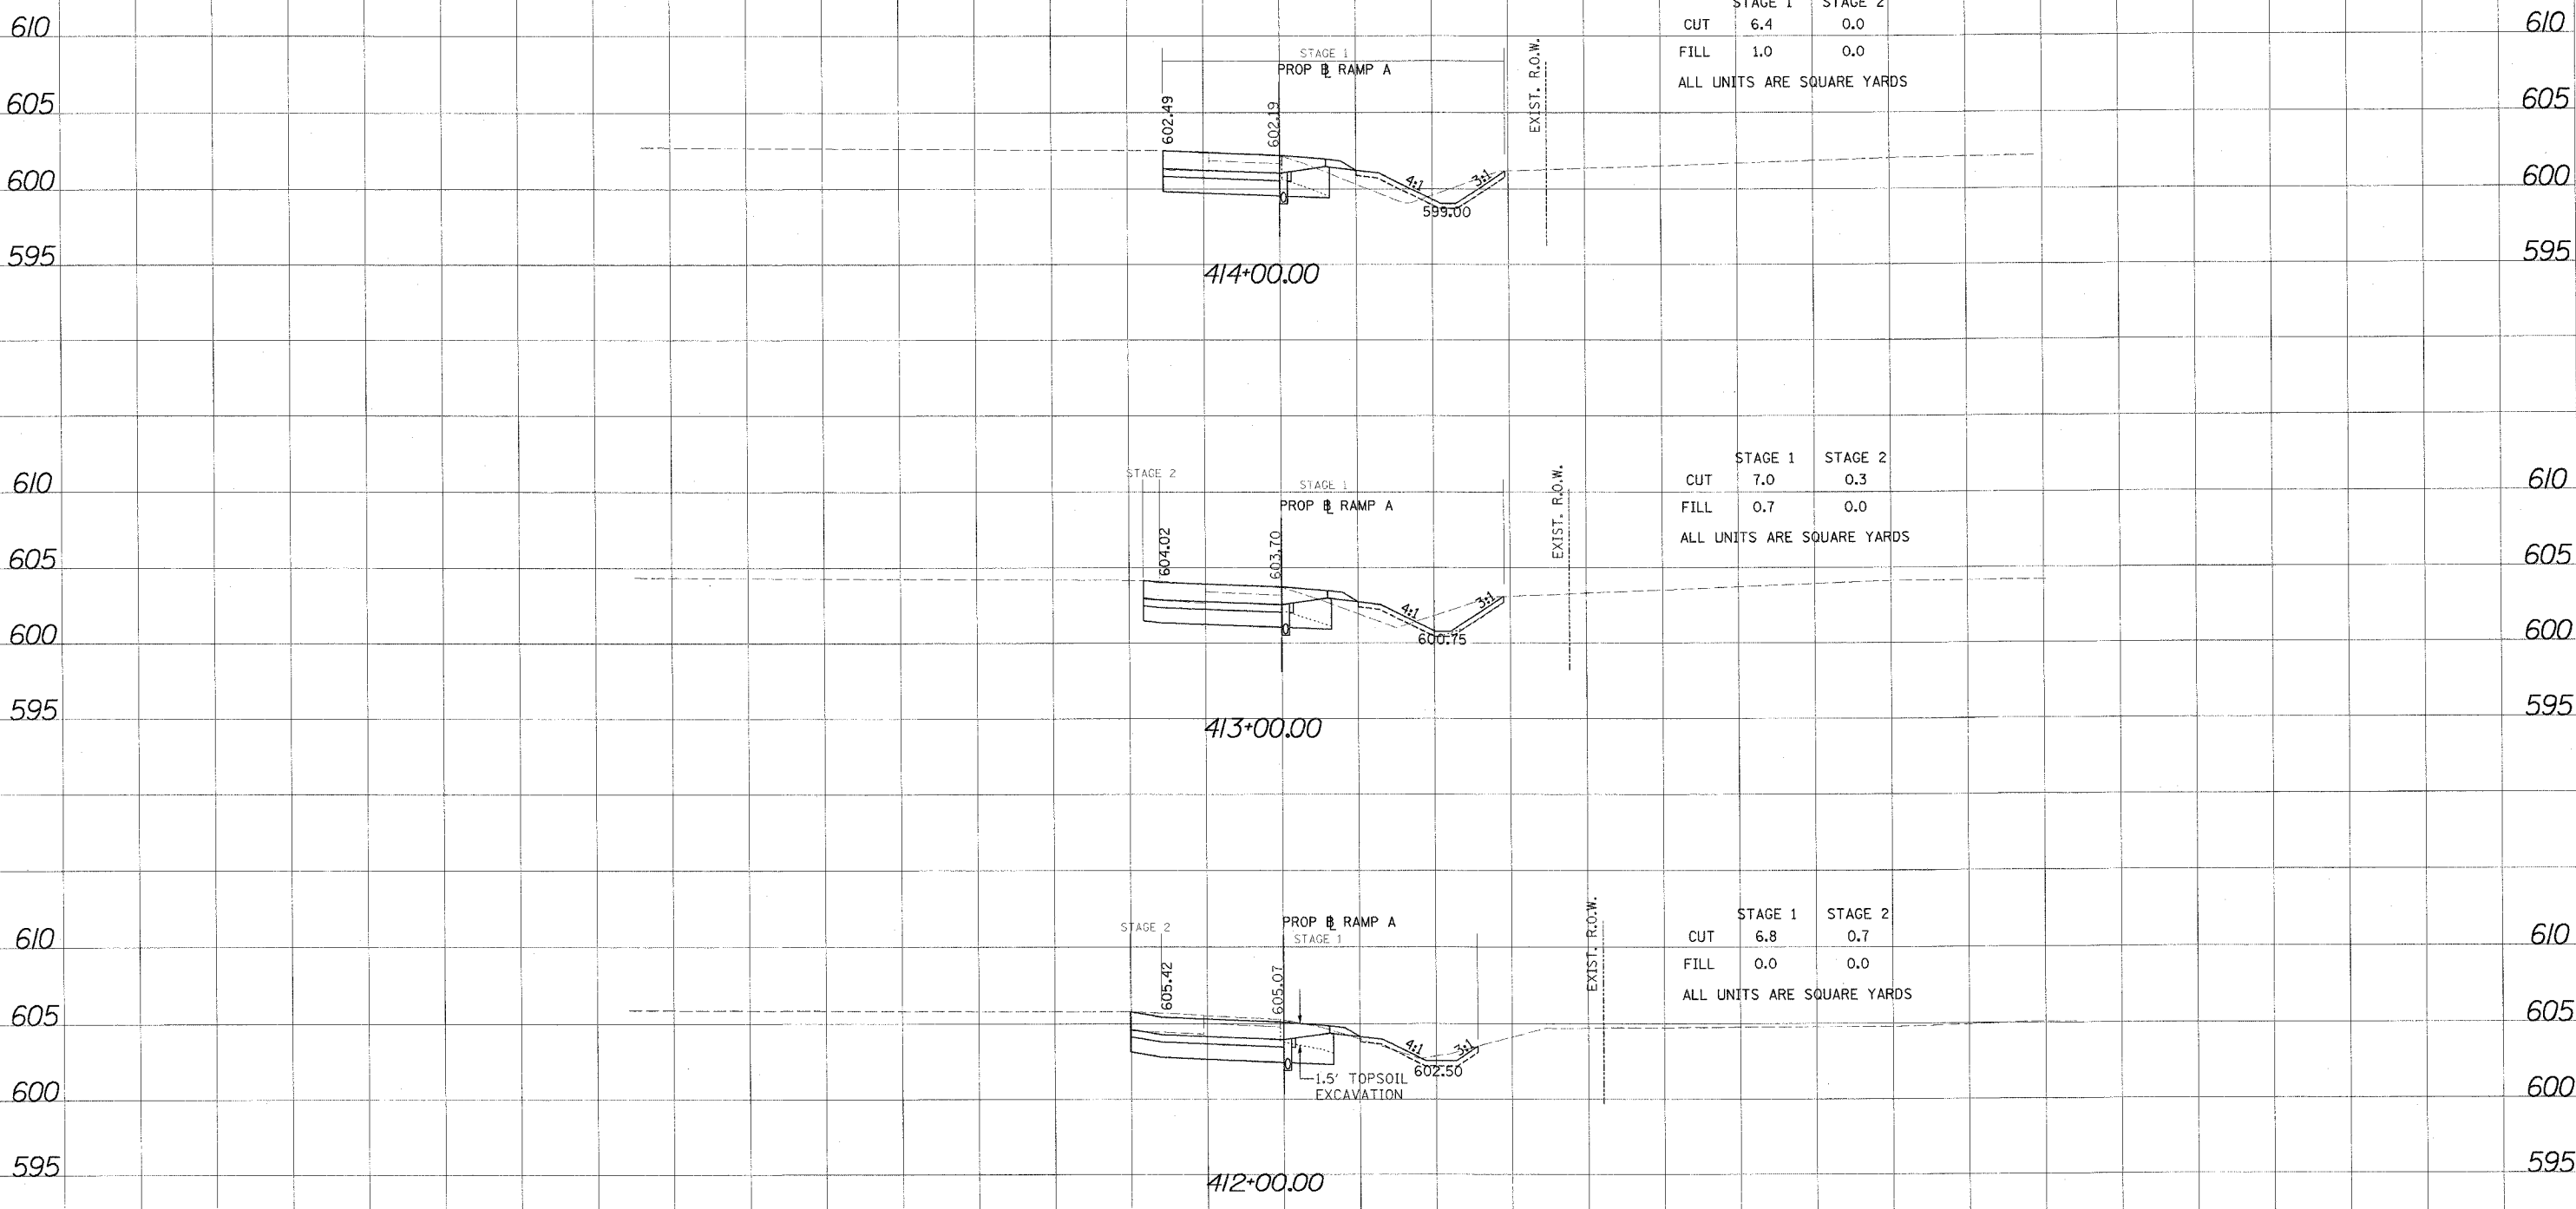 STAGE 1 STAGE 2
610 CUT 6.4 0.0 610
STAGE 1
FILL 1.0 0.0
PROP ℄ RAMP A
ALL UNITS ARE SQUARE YARDS
EXIST. R.O.W.
605 602.49 602.19 605
600 4:1 3:1 600
599.00
595 595
414+00.00
STAGE 1 STAGE 2
STAGE 2 STAGE 1
610 CUT 7.0 0.3 610
PROP ℄ RAMP A
FILL 0.7 0.0
EXIST. R.O.W.
ALL UNITS ARE SQUARE YARDS
605 604.02 603.70 605
4:1 3:1
600 600.75 600
595 595
413+00.00
STAGE 1 STAGE 2
STAGE 2 PROP ℄ RAMP A
610 STAGE 1 CUT 6.8 0.7 610
EXIST. R.O.W.
FILL 0.0 0.0
605.42 605.07
ALL UNITS ARE SQUARE YARDS
605 605
4:1 3:1
602.50
1.5' TOPSOIL
EXCAVATION
600 600
595 595
412+00.00